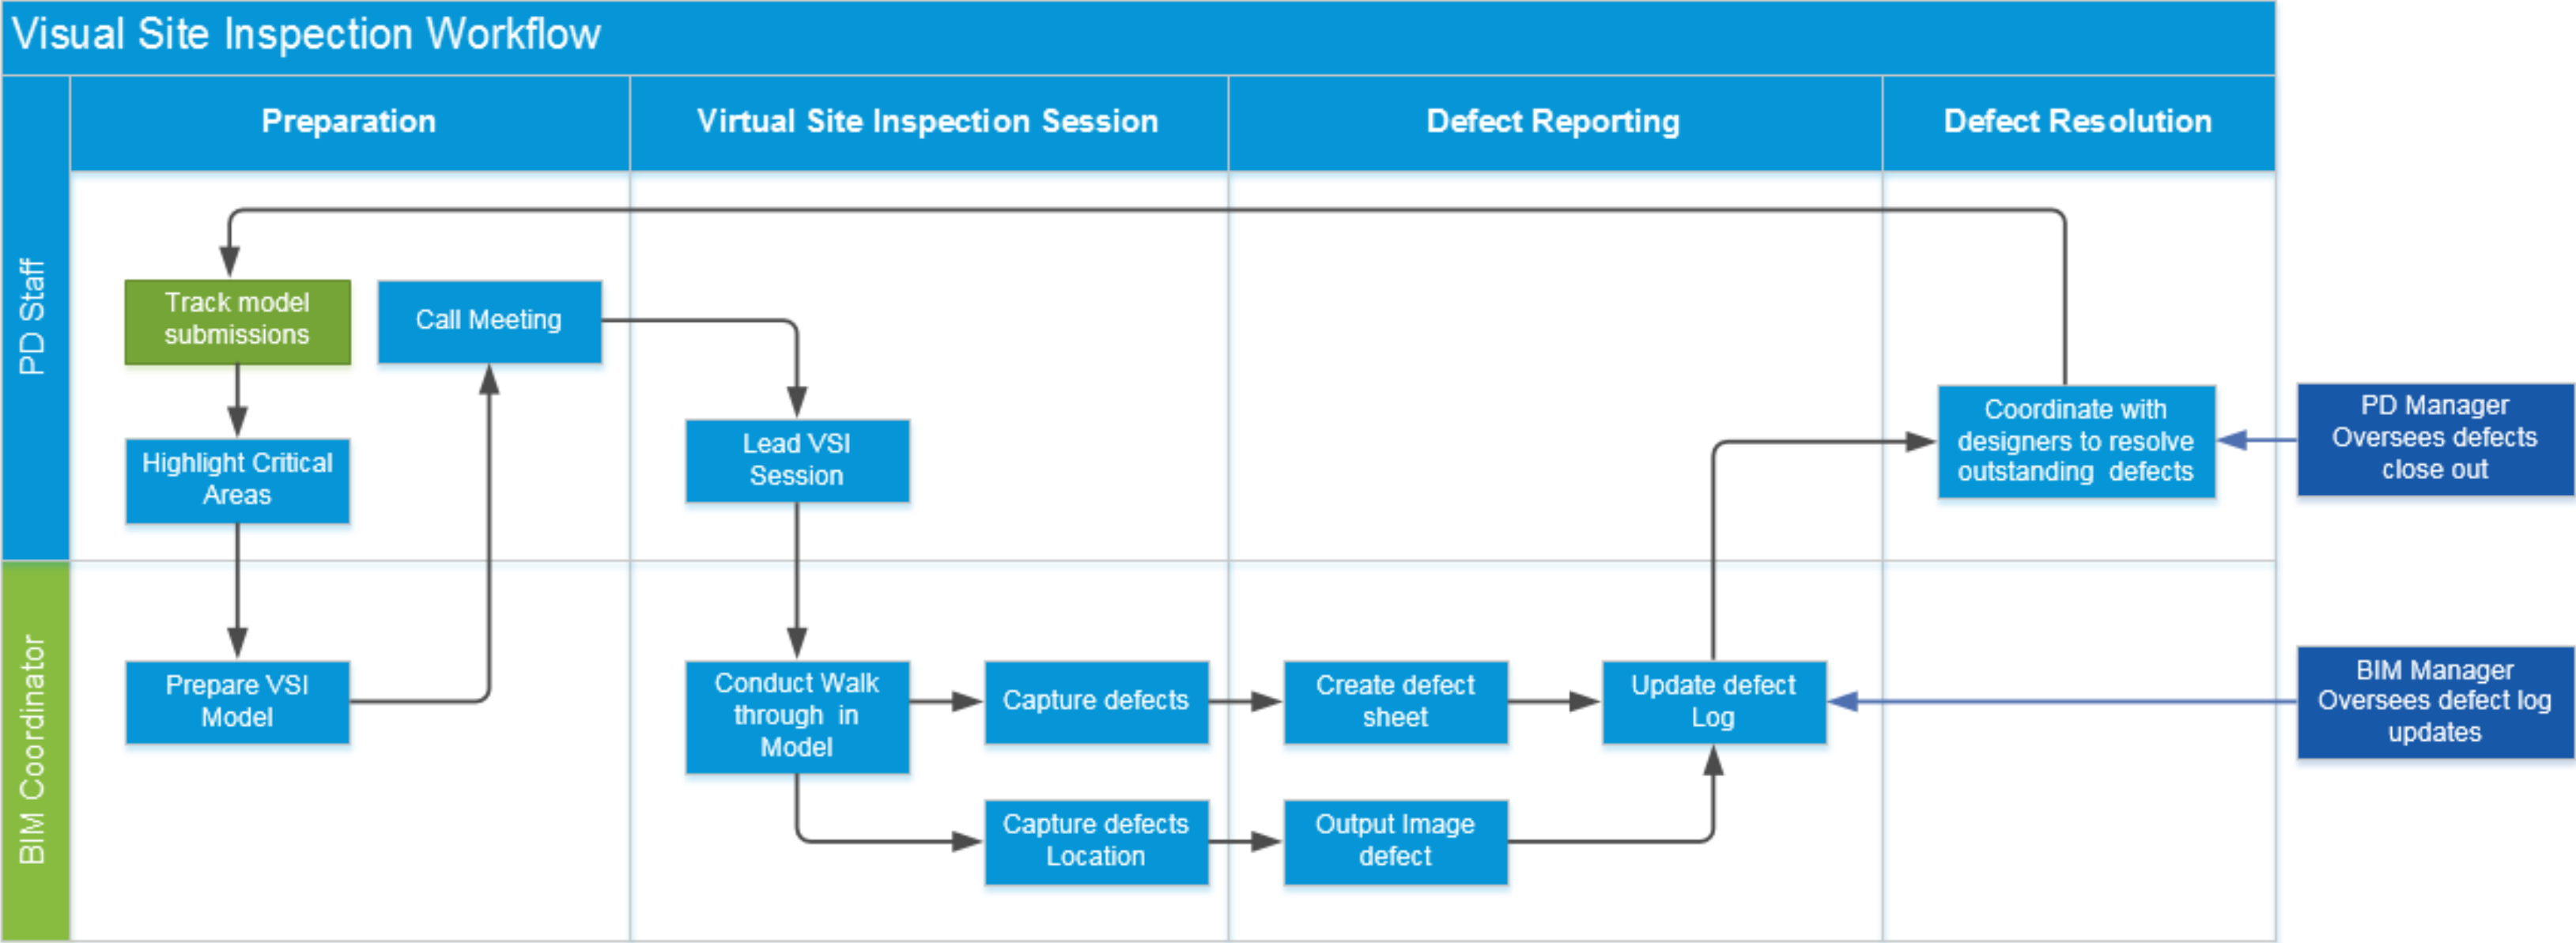 Visual Site Inspection Workflow
Preparation
Virtual Site Inspection Session
Defect Reporting
Defect Resolution
PD Staff
Track model
submissions
Call Meeting
Highlight Critical
Areas
Lead VSI
Session
Coordinate with
designers to resolve
outstanding defects
PD Manager
Oversees defects
close out
BIM Coordinator
Prepare VSI
Model
Conduct Walk
through in
Model
Capture defects
Create defect
sheet
Update defect
Log
BIM Manager
Oversees defect log
updates
Capture defects
Location
Output Image
defect